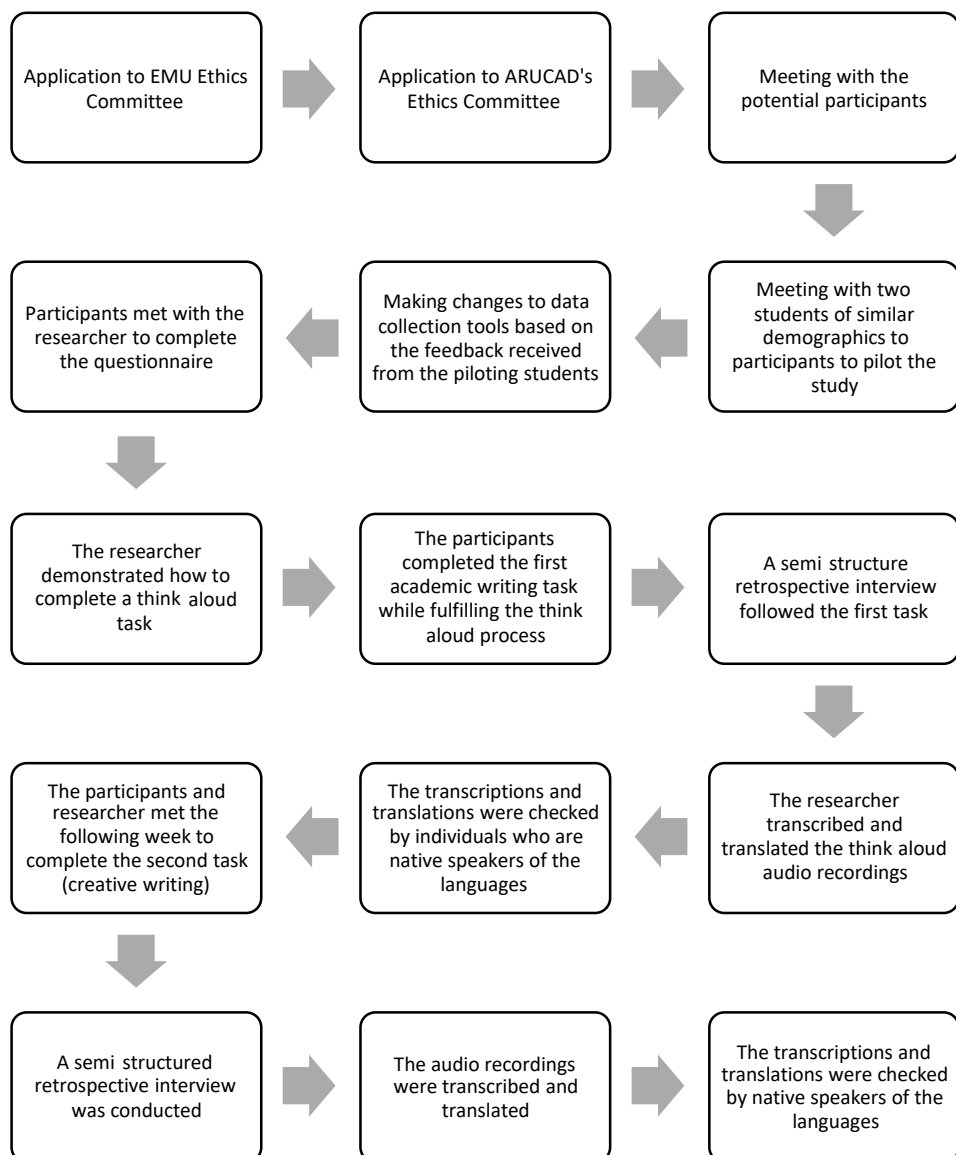 Application to EMU Ethics
Committee
Application to ARUCAD's
Ethics Committee
Meeting with the
potential participants
Meeting with two
students of similar
demographics to
participants to pilot the
study
Making changes to data
collection tools based on
the feedback received
from the piloting students
Participants met with the
researcher to complete
the questionnaire
The researcher
demonstrated how to
complete a think aloud
task
The participants
completed the first
academic writing task
while fulfilling the think
aloud process
A semi structure
retrospective interview
followed the first task
The researcher
transcribed and
translated the think aloud
audio recordings
The transcriptions and
translations were checked
by individuals who are
native speakers of the
languages
The participants and
researcher met the
following week to
complete the second task
(creative writing)
A semi structured
retrospective interview
was conducted
The audio recordings
were transcribed and
translated
The transcriptions and
translations were checked
by native speakers of the
languages